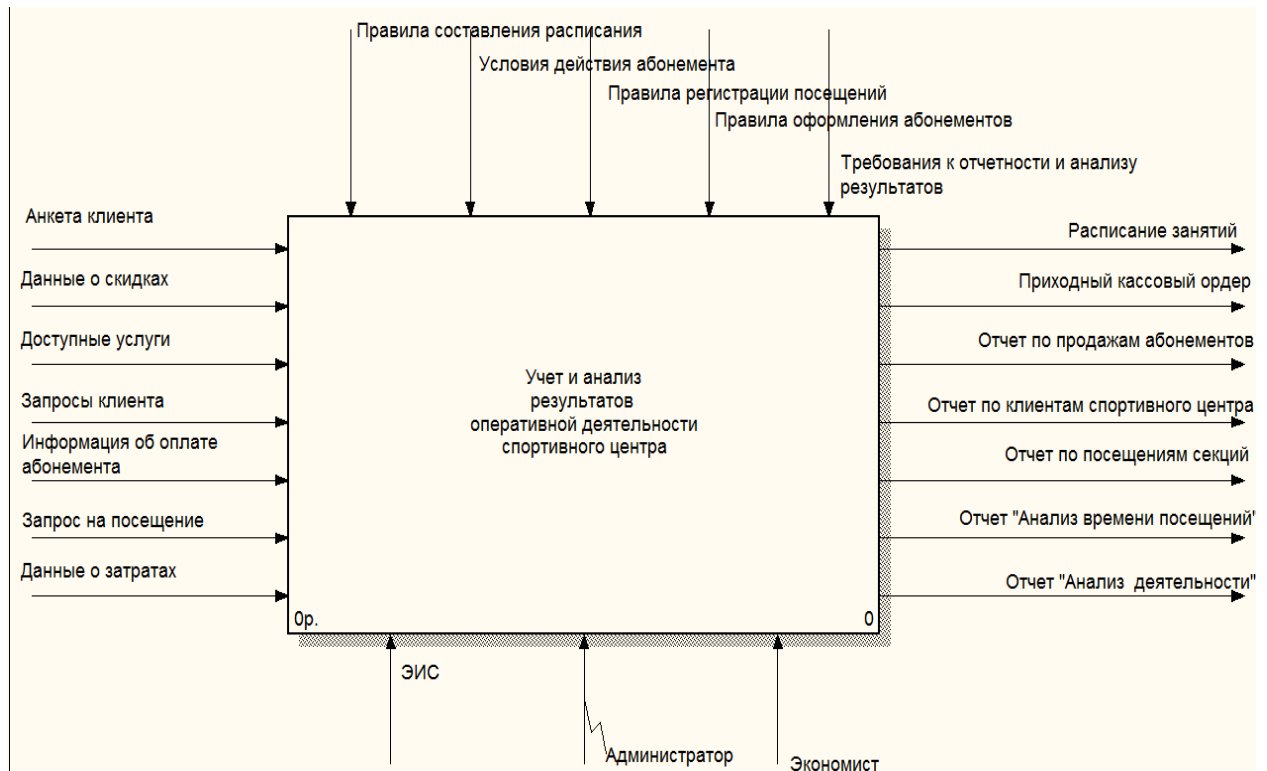 Правила составления расписания
Условия действия абонемента
Правила регистрации посещений
Правила оформления абонементов
Требования к отчетности и анализу
результатов
Анкета клиента
Данные о скидках
Доступные услуги
Запросы клиента
Информация об оплате
абонемента
Запрос на посещение
Данные о затратах
Учет и анализ
результатов
оперативной деятельности
спортивного центра
0р.
0
Расписание занятий
Приходный кассовый ордер
Отчет по продажам абонементов
Отчет по клиентам спортивного центра
Отчет по посещениям секций
Отчет "Анализ времени посещений"
Отчет "Анализ деятельности"
ЭИС
Администратор
Экономист